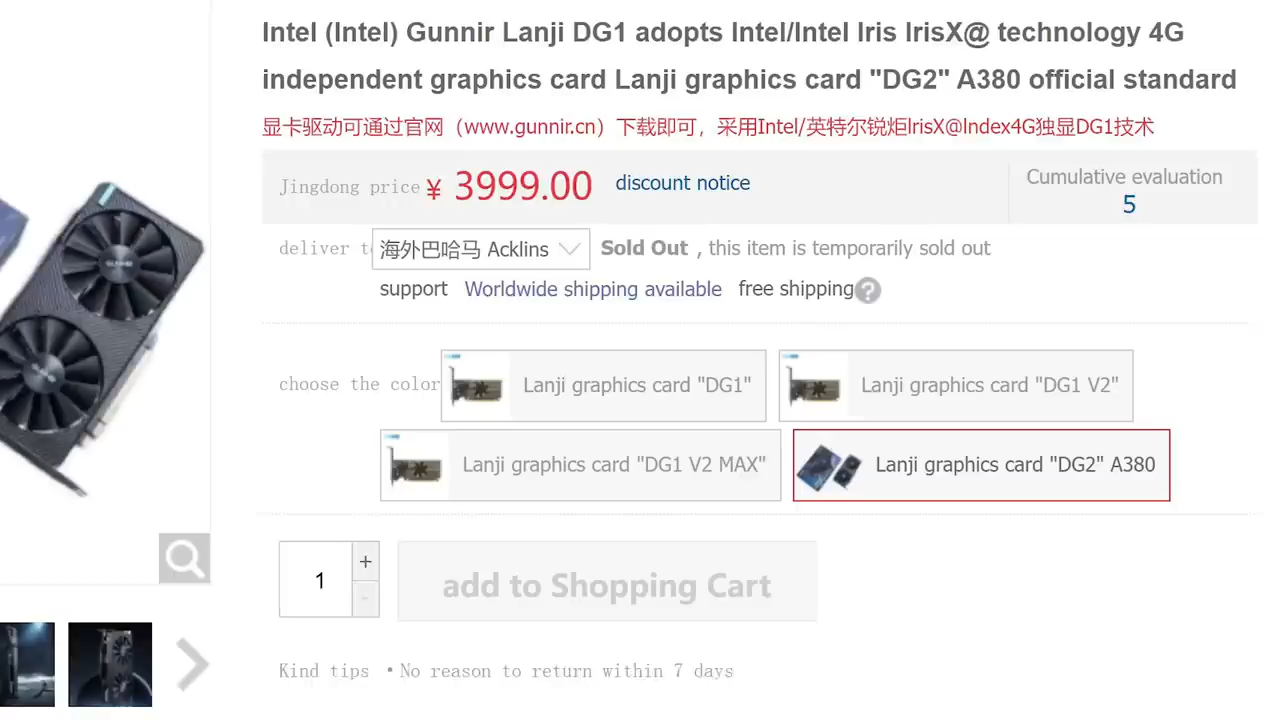 Intel (Intel) Gunnir Lanji DG1 adopts Intel/Intel Iris IrisX@ technology 4G
independent graphics card Lanji graphics card "DG2" A380 official standard
显卡驱动可通过官网（www.gunnir.cn）下载即可，采用Intel/英特尔锐炬IrisX@Index4G独显DG1技术
Jingdong price ¥ 3999.00 discount notice
Cumulative evaluation
5
deliver t 海外巴哈马 Acklins Sold Out , this item is temporarily sold out
support Worldwide shipping available free shipping ?
choose the color Lanji graphics card "DG1" Lanji graphics card "DG1 V2"
Lanji graphics card "DG1 V2 MAX" Lanji graphics card "DG2" A380
1 + -
add to Shopping Cart
Kind tips •No reason to return within 7 days